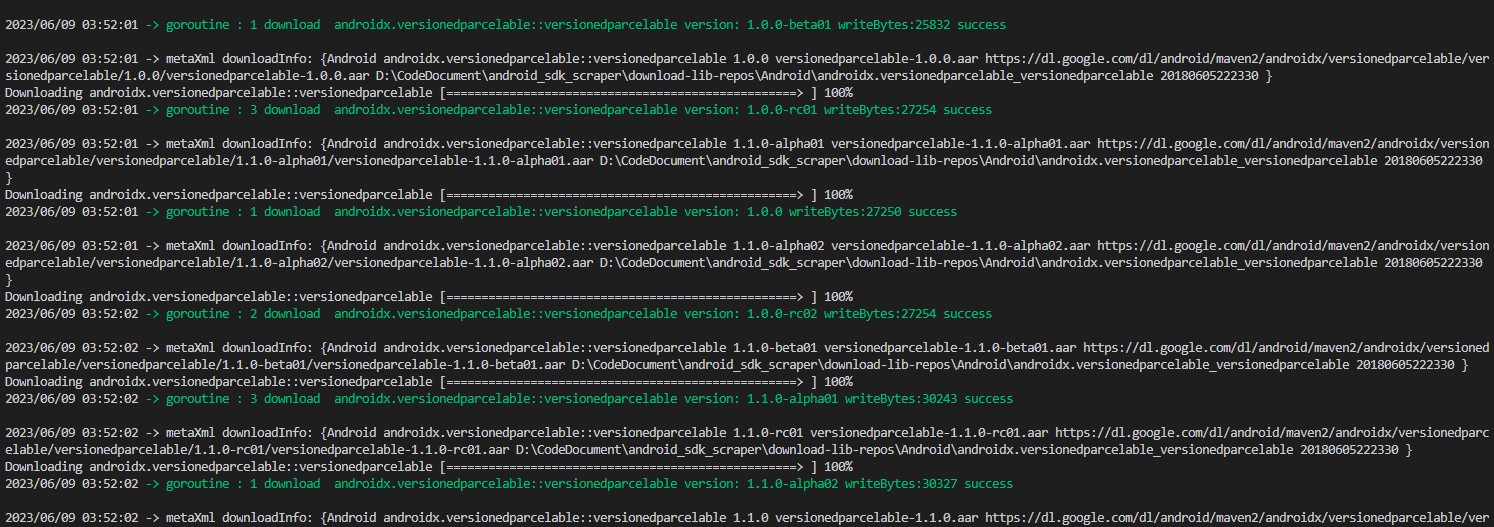 2023/06/09 03:52:01 -> goroutine : 1 download  androidx.versionedparcelable::versionedparcelable version: 1.0.0-beta01 writeBytes:25832 success
2023/06/09 03:52:01 -> metaXml downloadInfo: {Android androidx.versionedparcelable::versionedparcelable 1.0.0 versionedparcelable-1.0.0.aar https://dl.google.com/dl/android/maven2/androidx/versionedparcelable/ver
sionedparcelable/1.0.0/versionedparcelable-1.0.0.aar D:\CodeDocument\android_sdk_scraper\download-lib-repos\Android\androidx.versionedparcelable_versionedparcelable 20180605222330 }
Downloading androidx.versionedparcelable::versionedparcelable [==================================================> ] 100%
2023/06/09 03:52:01 -> goroutine : 3 download  androidx.versionedparcelable::versionedparcelable version: 1.0.0-rc01 writeBytes:27254 success
2023/06/09 03:52:01 -> metaXml downloadInfo: {Android androidx.versionedparcelable::versionedparcelable 1.1.0-alpha01 versionedparcelable-1.1.0-alpha01.aar https://dl.google.com/dl/android/maven2/androidx/version
edparcelable/versionedparcelable/1.1.0-alpha01/versionedparcelable-1.1.0-alpha01.aar D:\CodeDocument\android_sdk_scraper\download-lib-repos\Android\androidx.versionedparcelable_versionedparcelable 20180605222330
}
Downloading androidx.versionedparcelable::versionedparcelable [==================================================> ] 100%
2023/06/09 03:52:01 -> goroutine : 1 download  androidx.versionedparcelable::versionedparcelable version: 1.0.0 writeBytes:27250 success
2023/06/09 03:52:01 -> metaXml downloadInfo: {Android androidx.versionedparcelable::versionedparcelable 1.1.0-alpha02 versionedparcelable-1.1.0-alpha02.aar https://dl.google.com/dl/android/maven2/androidx/version
edparcelable/versionedparcelable/1.1.0-alpha02/versionedparcelable-1.1.0-alpha02.aar D:\CodeDocument\android_sdk_scraper\download-lib-repos\Android\androidx.versionedparcelable_versionedparcelable 20180605222330
}
Downloading androidx.versionedparcelable::versionedparcelable [==================================================> ] 100%
2023/06/09 03:52:02 -> goroutine : 2 download  androidx.versionedparcelable::versionedparcelable version: 1.0.0-rc02 writeBytes:27254 success
2023/06/09 03:52:02 -> metaXml downloadInfo: {Android androidx.versionedparcelable::versionedparcelable 1.1.0-beta01 versionedparcelable-1.1.0-beta01.aar https://dl.google.com/dl/android/maven2/androidx/versioned
parcelable/versionedparcelable/1.1.0-beta01/versionedparcelable-1.1.0-beta01.aar D:\CodeDocument\android_sdk_scraper\download-lib-repos\Android\androidx.versionedparcelable_versionedparcelable 20180605222330 }
Downloading androidx.versionedparcelable::versionedparcelable [==================================================> ] 100%
2023/06/09 03:52:02 -> goroutine : 3 download  androidx.versionedparcelable::versionedparcelable version: 1.1.0-alpha01 writeBytes:30243 success
2023/06/09 03:52:02 -> metaXml downloadInfo: {Android androidx.versionedparcelable::versionedparcelable 1.1.0-rc01 versionedparcelable-1.1.0-rc01.aar https://dl.google.com/dl/android/maven2/androidx/versionedparc
elable/versionedparcelable/1.1.0-rc01/versionedparcelable-1.1.0-rc01.aar D:\CodeDocument\android_sdk_scraper\download-lib-repos\Android\androidx.versionedparcelable_versionedparcelable 20180605222330 }
Downloading androidx.versionedparcelable::versionedparcelable [==================================================> ] 100%
2023/06/09 03:52:02 -> goroutine : 1 download  androidx.versionedparcelable::versionedparcelable version: 1.1.0-alpha02 writeBytes:30327 success
2023/06/09 03:52:02 -> metaXml downloadInfo: {Android androidx.versionedparcelable::versionedparcelable 1.1.0 versionedparcelable-1.1.0.aar https://dl.google.com/dl/android/maven2/androidx/versionedparcelable/ver